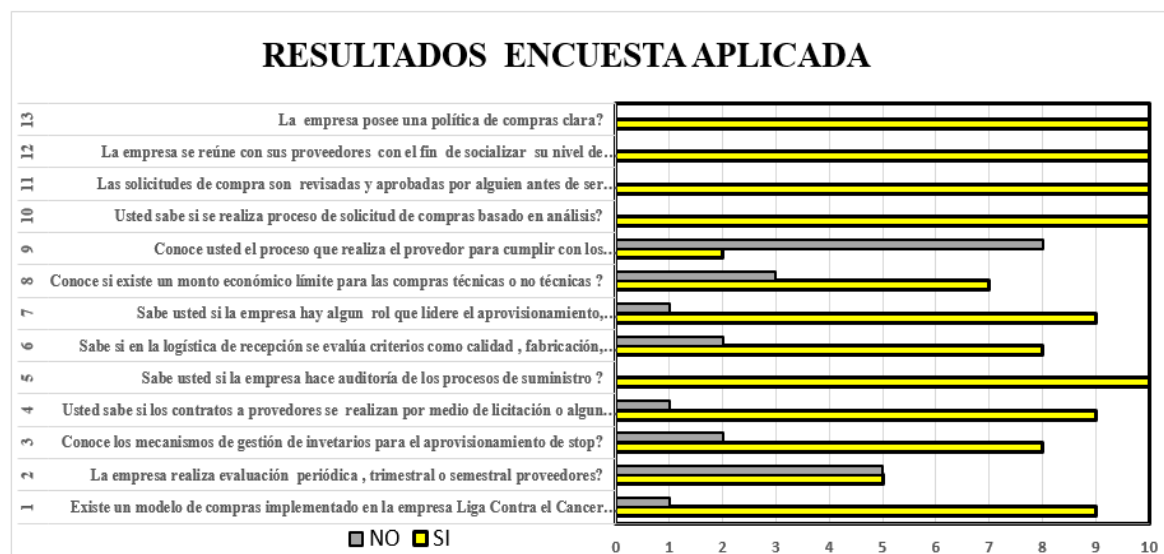 RESULTADOS ENCUESTA APLICADA
13 La empresa posee una política de compras clara?
12 La empresa se reúne con sus proveedores con el fin de socializar su nivel de..
11 Las solicitudes de compra son revisadas y aprobadas por alguien antes de ser..
10 Usted sabe si se realiza proceso de solicitud de compras basado en análisis?
9 Conoce usted el proceso que realiza el provedor para cumplir con los..
8 Conoce si existe un monto económico límite para las compras técnicas o no técnicas ?
7 Sabe usted si la empresa hay algun rol que lidere el aprovisionamiento,..
6 Sabe si en la logística de recepción se evalúa criterios como calidad , fabricación,..
5 Sabe usted si la empresa hace auditoría de los procesos de suministro ?
4 Usted sabe si los contratos a provedores se realizan por medio de licitación o algun..
3 Conoce los mecanismos de gestión de invetarios para el aprovisionamiento de stop?
2 La empresa realiza evaluación periódica , trimestral o semestral proveedores?
1 Existe un modelo de compras implementado en la empresa Liga Contra el Cancer..
NO SI
0 1 2 3 4 5 6 7 8 9 10